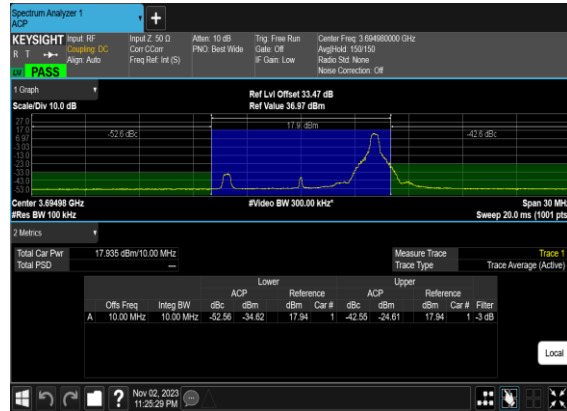 Spectrum Analyzer 1
ACP
KEYSIGHT
R T
LW PASS
Input: RF
Coupling: DC
Align: Auto
Input Z: 50 Ω
Corr CCorr
Freq Ref: Int (S)
Atten: 10 dB
PNO: Best Wide
Trig: Free Run
Gate: Off
IF Gain: Low
Center Freq: 3.694980000 GHz
Avg|Hold: 150/150
Radio Std: None
Noise Correction: Off
1 Graph
Scale/Div 10.0 dB
Ref Lvl Offset 33.47 dB
Ref Value 36.97 dBm
27.0
17.0
6.97
-3.03
-13.0
-23.0
-33.0
-43.0
-53.0
-52.6 dBc
17.9 dBm
-42.6 dBc
Center 3.69498 GHz
#Res BW 100 kHz
#Video BW 300.00 kHz*
Span 30 MHz
Sweep 20.0 ms (1001 pts
2 Metrics
Total Car Pwr 17.935 dBm/10.00 MHz
Total PSD ---
Measure Trace Trace 1
Trace Type Trace Average (Active)
Lower Upper
ACP Reference ACP Reference
Offs Freq Integ BW dBc dBm dBm Car # dBc dBm dBm Car # Filter
A 10.00 MHz 10.00 MHz -52.56 -34.62 17.94 1 -42.55 -24.61 17.94 1 -3 dB
Local
?
Nov 02, 2023
11:25:29 PM